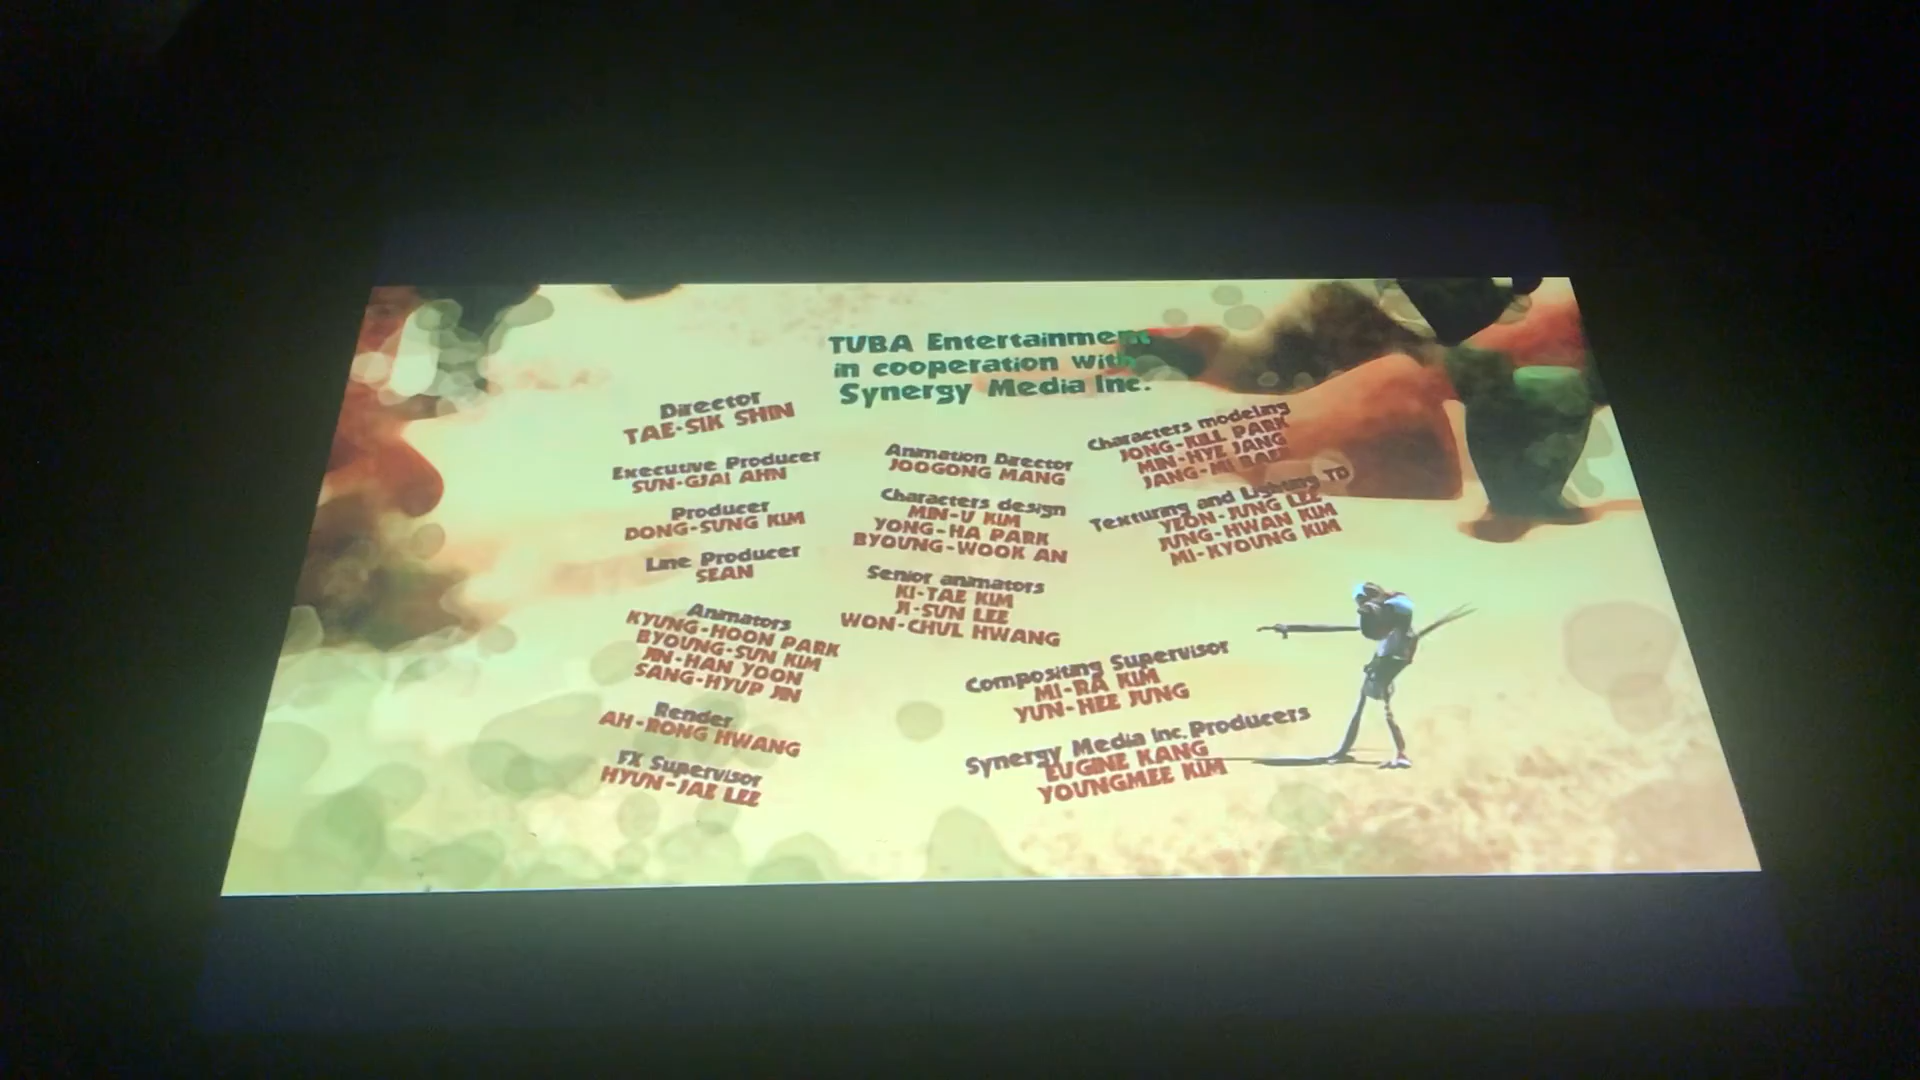 TUBA Entertainment
in cooperation with
Synergy Media Inc.
Director
TAE-SIK SHIN
Executive Producer
SUN-GJAI AHN
Producer
DONG-SUNG KIM
Line Producer
SEAN
Animators
KYUNG-HOON PARK
BYOUNG-SUN KIM
JIN-HAN YOON
SANG-HYUP JIN
Render
AH-RONG HWANG
FX Supervisor
HYUN-JAE LEE
Animation Director
JOOGONG MANG
Characters design
MIN-U KIM
YONG-HA PARK
BYOUNG-WOOK AN
Senior animators
KI-TAE KIM
JI-SUN LEE
WON-CHUL HWANG
Characters modeling
JONG-KILL PARK
MIN-HYE JANG
JANG-MI
Texturing and Lighting TD
YEON-JUNG LEE
JUNG-HWAN KIM
MI-KYOUNG KIM
Compositing Supervisor
MI-RA KIM
YUN-HEE JUNG
Synergy Media Inc. Producers
EUGINE KANG
YOUNGMEE KIM